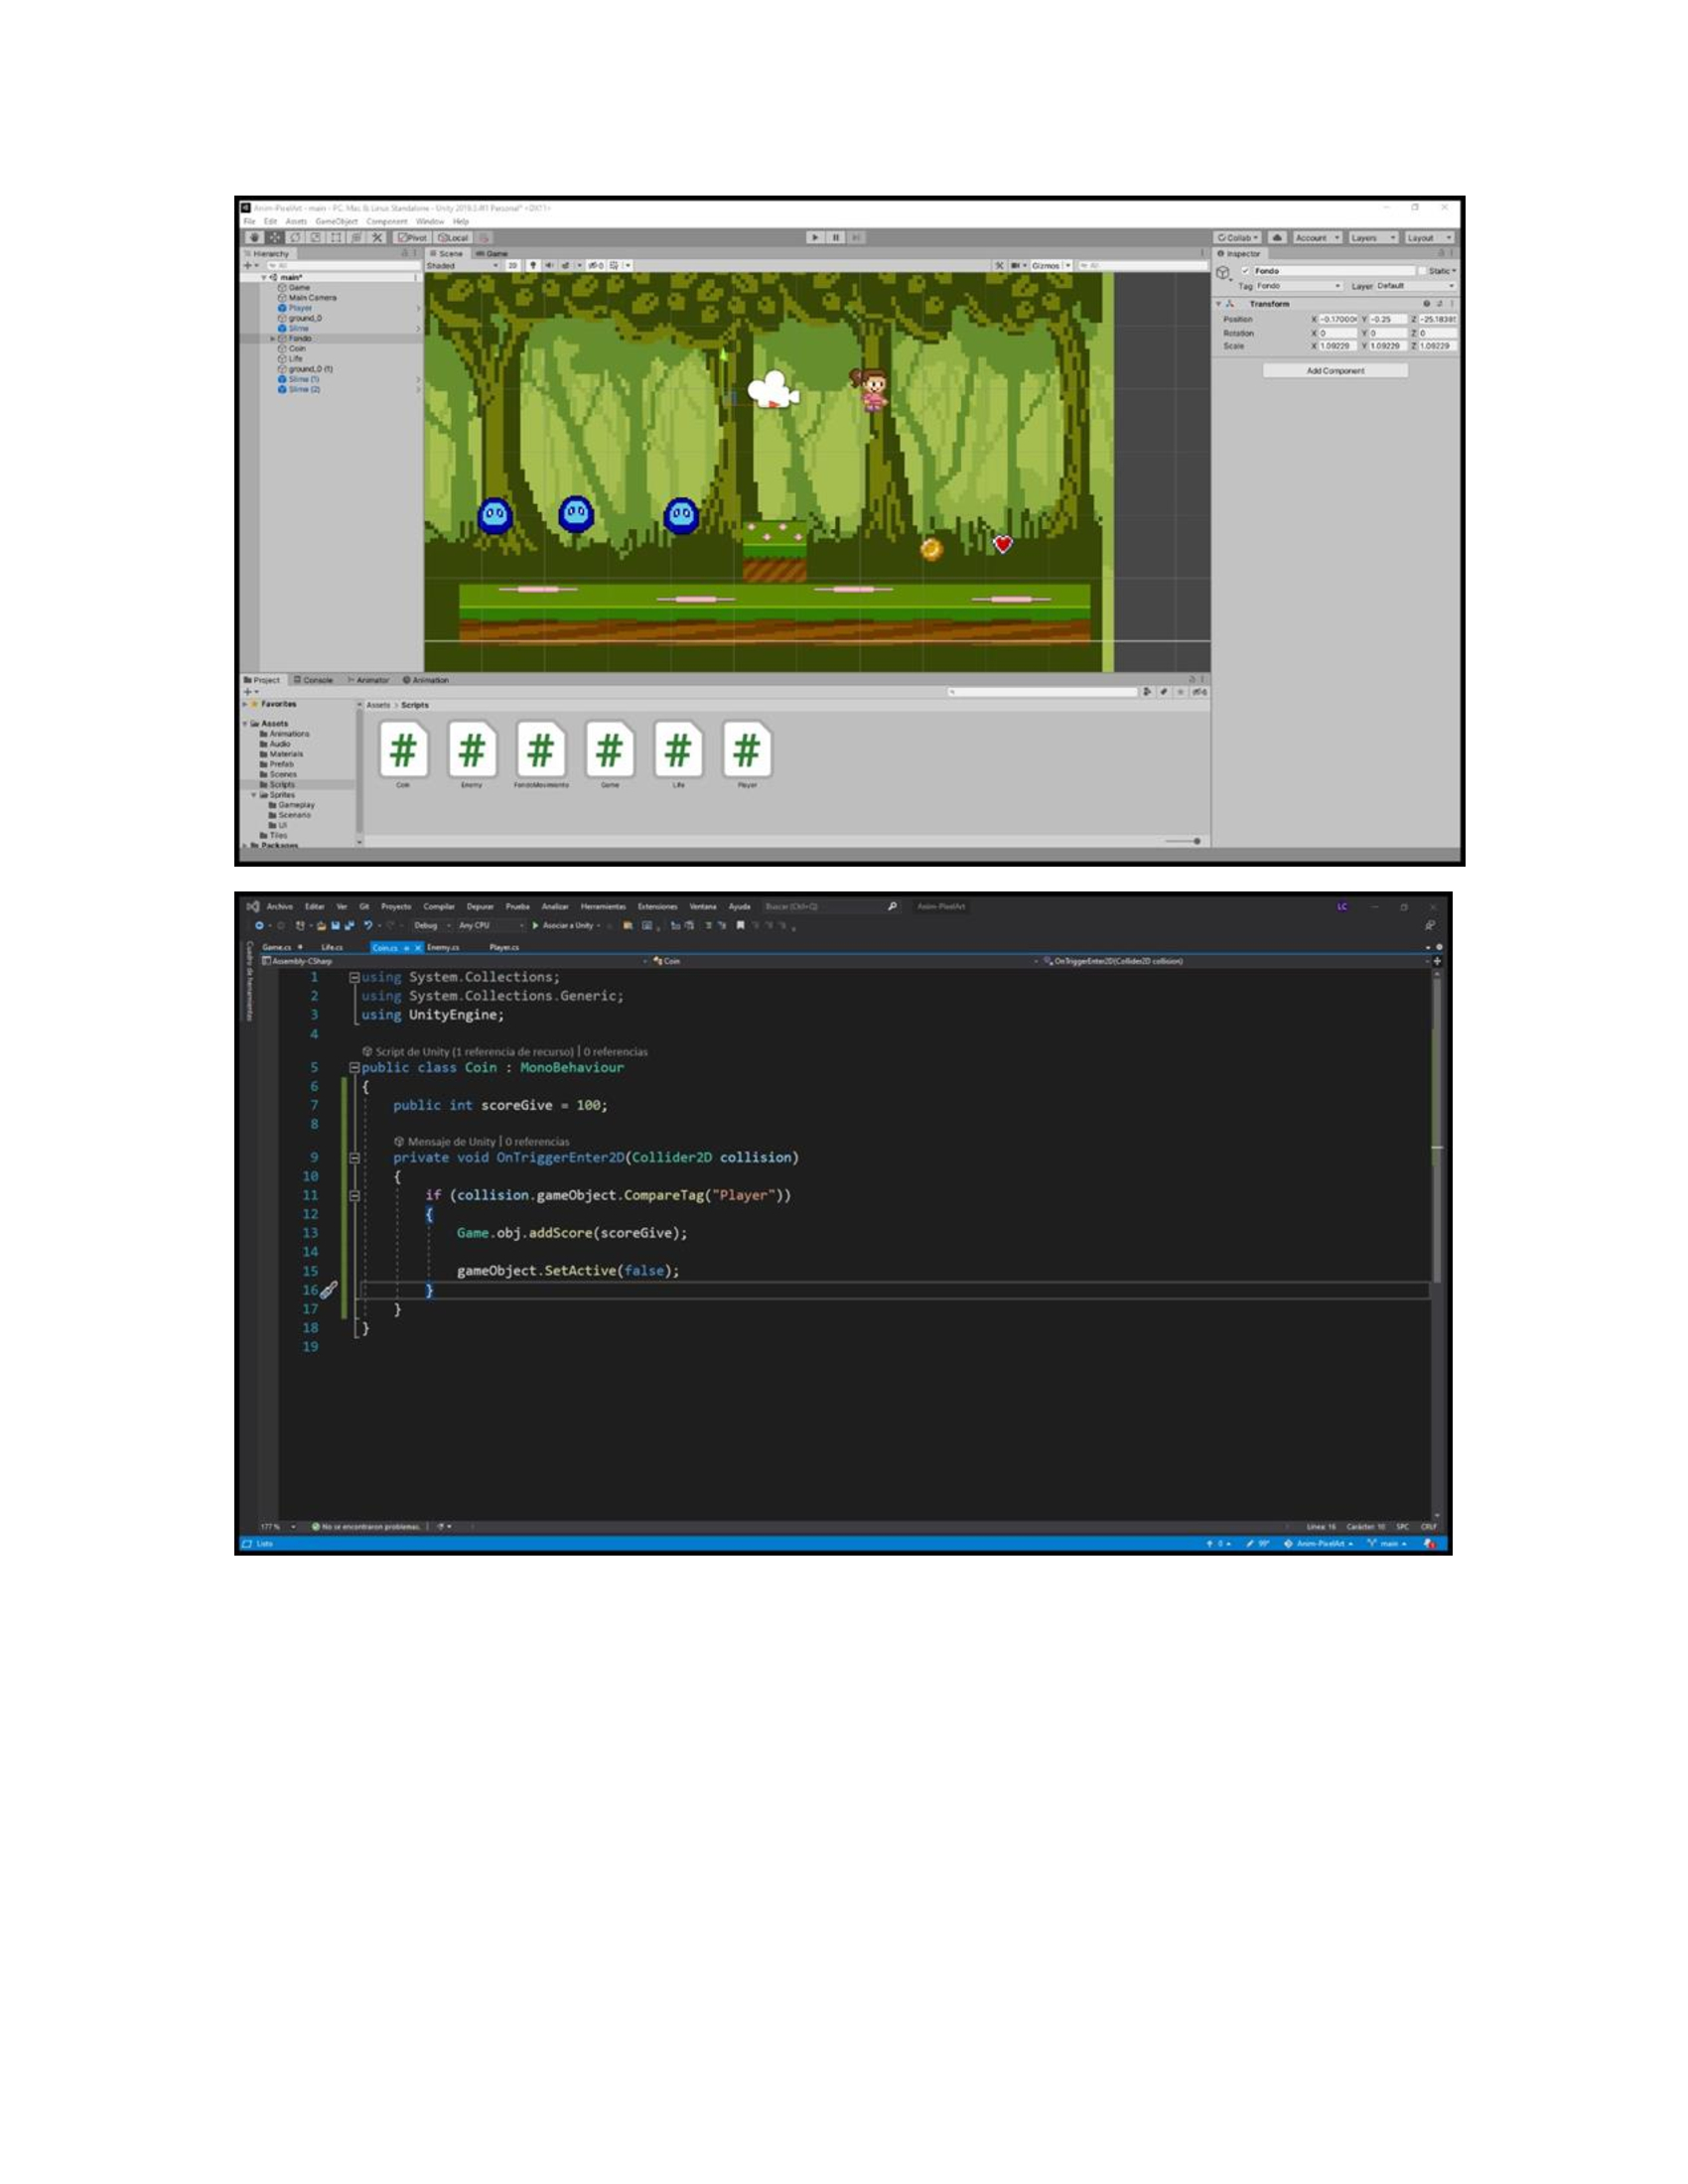 Anim-PixelArt - main - PC, Mac & Linux Standalone - Unity 2019.2.4f1 Personal* <DX11>
File Edit Assets GameObject Component Window Help
Pivot Local Collab Account Layers Layout
Hierarchy Scene Game Inspector
Shaded 2D Gizmos All
main*
Game
Main Camera
Player
ground_0
Slime
Fondo
Coin
Life
ground_0 (1)
Slime (1)
Slime (2)
Fondo Static
Tag Fondo Layer Default
Transform
Position X Y -0.25 Z
Rotation X 0 Y 0 Z 0
Scale X 1.09229 Y 1.09229 Z 1.09229
Add Component
Project Console Animator Animation
Favorites
Assets
Animations
Audio
Materials
Prefab
Scenes
Scripts
Sprites
Gameplay
Scenario
UI
Tiles
Packages
Assets > Scripts
Coin Enemy FondoMovimiento Game Life Player
Archivo Editar Ver Git Proyecto Compilar Depurar Prueba Analizar Herramientas Extensiones Ventana Ayuda Buscar (Ctrl+Q) Anim-PixelArt LC
Debug Any CPU Asociar a Unity
Cuadro de herramientas
Game.cs Life.cs Coin.cs Enemy.cs Player.cs
Assembly-CSharp Coin OnTriggerEnter2D(Collider2D collision)
1 using System.Collections;
2 using System.Collections.Generic;
3 using UnityEngine;
4
Script de Unity (1 referencia de recurso) | 0 referencias
5 public class Coin : MonoBehaviour
6 {
7 public int scoreGive = 100;
8
Mensaje de Unity | 0 referencias
9 private void OnTriggerEnter2D(Collider2D collision)
10 {
11 if (collision.gameObject.CompareTag("Player"))
12 {
13 Game.obj.addScore(scoreGive);
14
15 gameObject.SetActive(false);
16 }
17 }
18 }
19
177 % No se encontraron problemas. Línea: 16 Carácter: 10 SPC CRLF
Listo 0 99+ Anim-PixelArt main